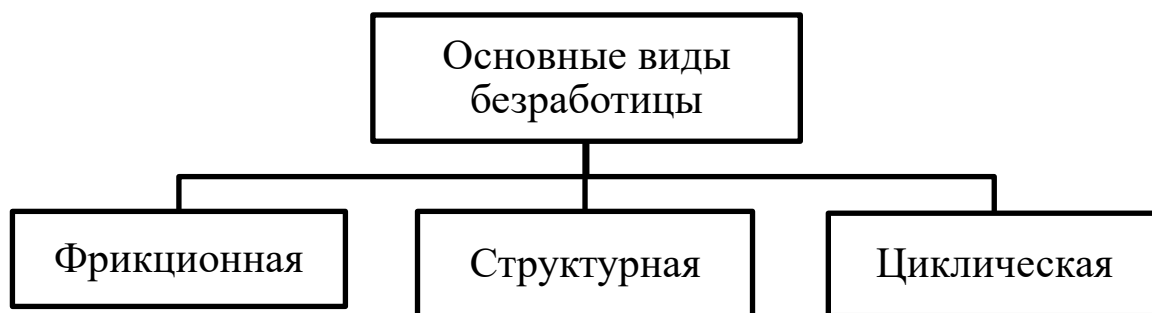 Основные виды
безработицы
Фрикционная
Структурная
Циклическая